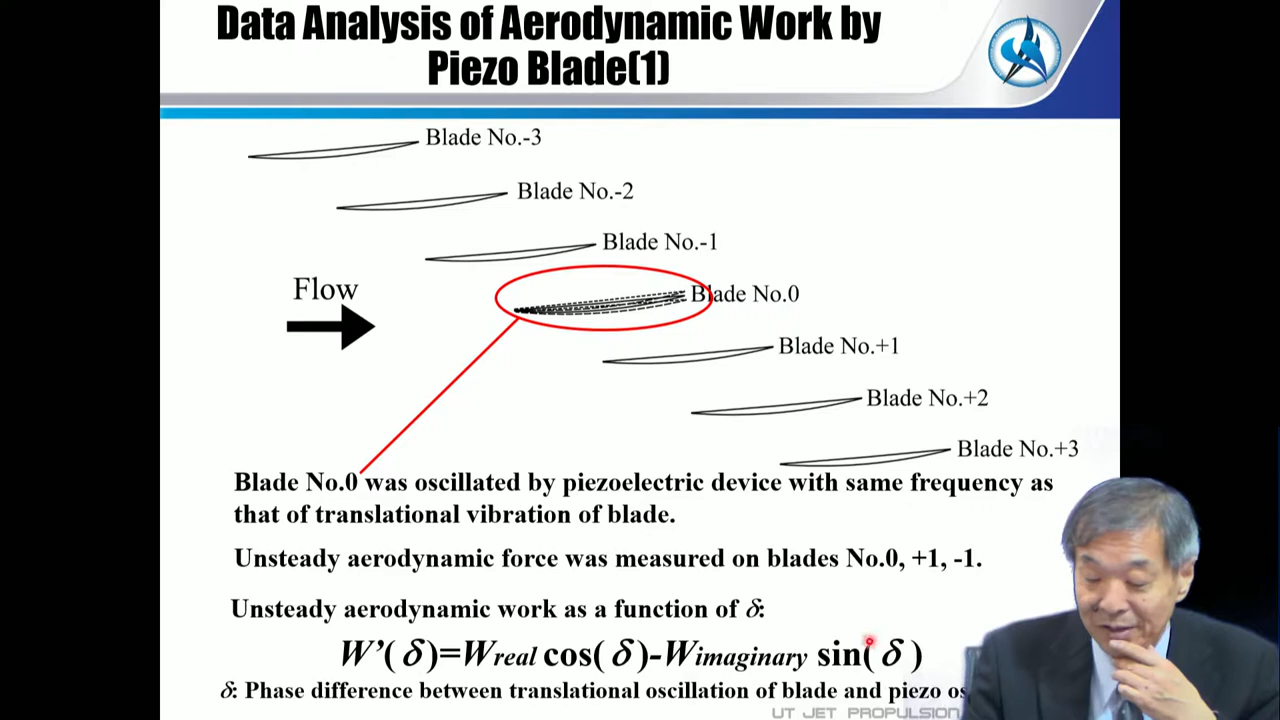 Data Analysis of Aerodynamic Work by
Piezo Blade(1)
Blade No.-3
Blade No.-2
Blade No.-1
Flow
Blade No.0
Blade No.+1
Blade No.+2
Blade No.+3
Blade No.0 was oscillated by piezoelectric device with same frequency as
that of translational vibration of blade.
Unsteady aerodynamic force was measured on blades No.0, +1, -1.
Unsteady aerodynamic work as a function of δ:
W'(δ)=Wreal cos(δ)-Wimaginary sin(δ)
δ: Phase difference between translational oscillation of blade and piezo
UT JET PROPULSION